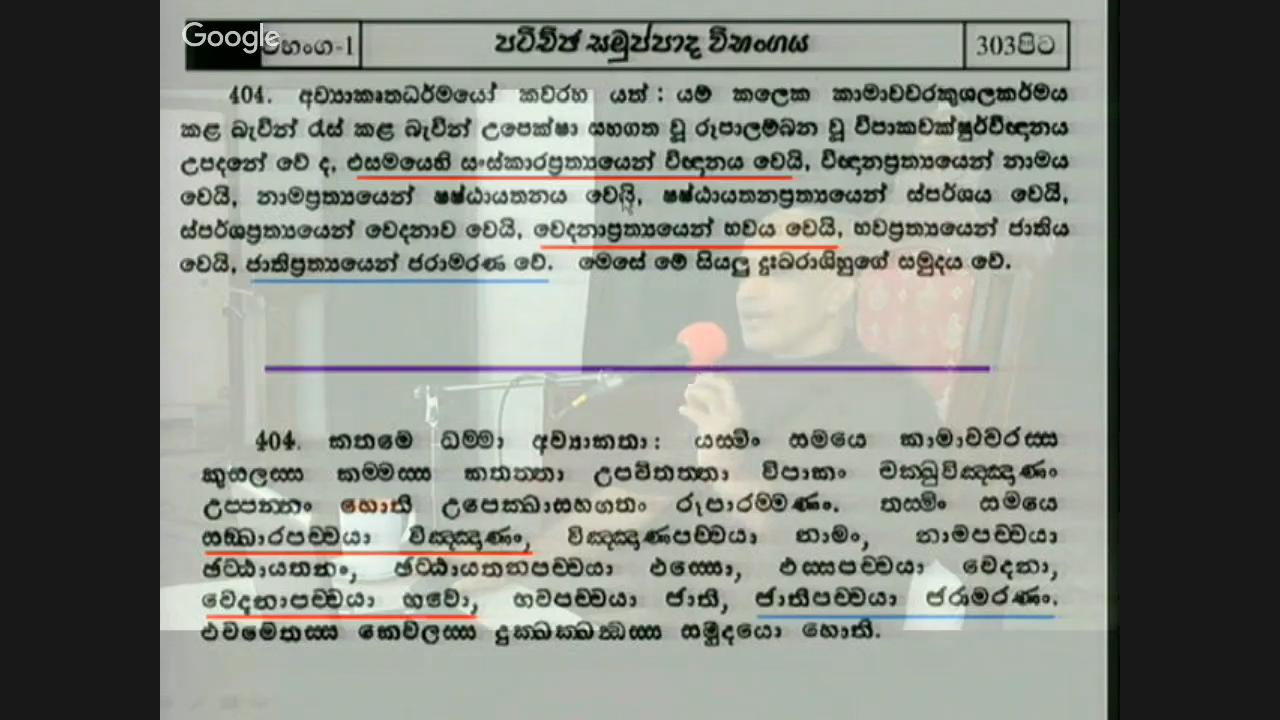 Google
භංග-1
පටිච්ඡ සමුප්පාද විභංගය
303පිට
404. අව්‍යාකෘතධර්මයෝ කවරහ යත් : යම් කලෙක කාමාවචරකුශලකර්මය
කළ බැවින් රැස් කළ බැවින් උපෙක්ෂා සහගත වූ රූපාලම්බන වූ විපාකචක්ෂුර්විඥානය
උපදනේ වේ ද, එසමයෙහි සංස්කාරප්‍රත්‍යයෙන් විඥානය වෙයි, විඥානප්‍රත්‍යයෙන් නාමය
වෙයි, නාමප්‍රත්‍යයෙන් ෂෂ්ඨායතනය වෙයි, ෂෂ්ඨායතනප්‍රත්‍යයෙන් ස්පර්ශය වෙයි,
ස්පර්ශප්‍රත්‍යයෙන් වේදනාව වෙයි, වේදනාප්‍රත්‍යයෙන් භවය වෙයි, භවප්‍රත්‍යයෙන් ජාතිය
වෙයි, ජාතිප්‍රත්‍යයෙන් ජරාමරණ වේ. මෙසේ මේ සියලු දුඃඛරාශිහුගේ සමුදය වේ.
404. කතමෙ ධම්මා අව්‍යාකතා : යස්මිං සමයෙ කාමාවචරස්ස
කුසලස්ස කම්මස්ස කතත්තා උපචිතත්තා විපාකං චක්ඛුවිඤ්ඤාණං
උප්පන්නං හොති උපෙක්ඛාසහගතං රූපාරම්මණං. තස්මිං සමයෙ
සඞ්ඛාරපච්චයා විඤ්ඤාණං, විඤ්ඤාණපච්චයා නාමං, නාමපච්චයා
ඡට්ඨායතනං, ඡට්ඨායතනපච්චයා ඵස්සො, ඵස්සපච්චයා වෙදනා,
වෙදනාපච්චයා භවො, භවපච්චයා ජාති, ජාතිපච්චයා ජරාමරණං.
එවමෙතස්ස කෙවලස්ස දුක්ඛක්ඛන්ධස්ස සමුදයො හොති.